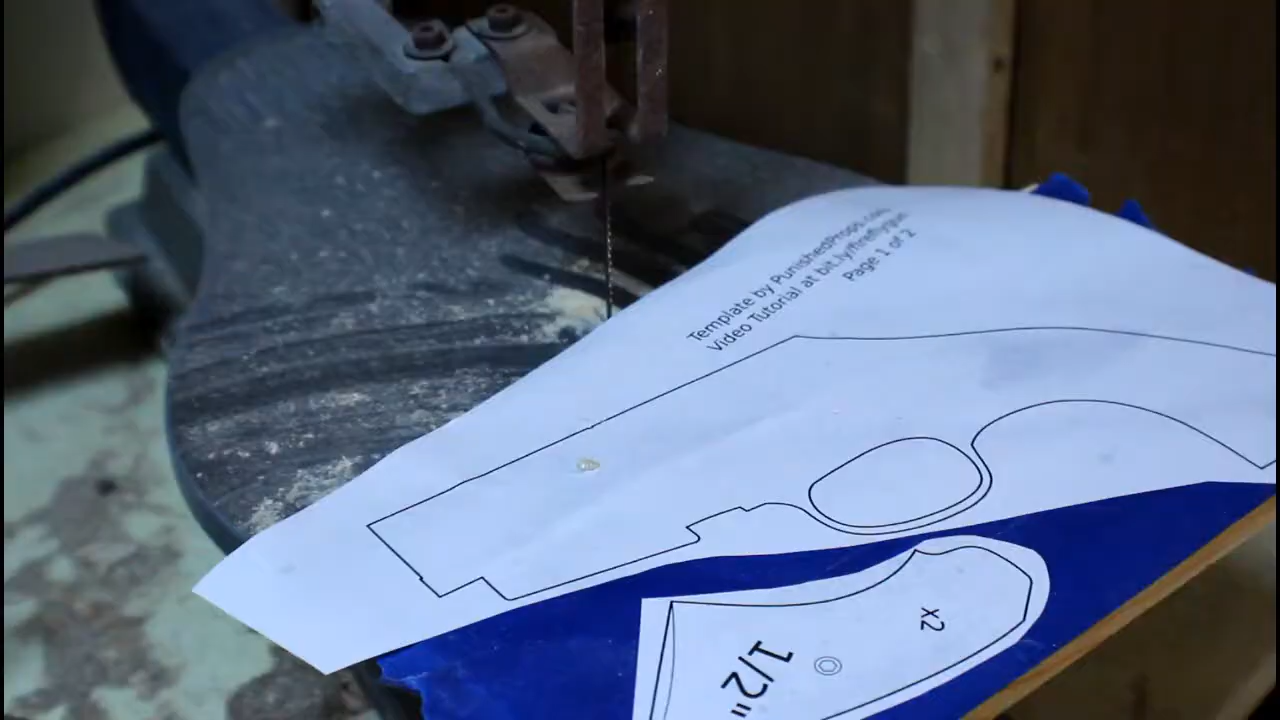 Template by PunishedProps.com
Video Tutorial at bit.ly/fireflygun
Page 1 of 2
x2
1/2"